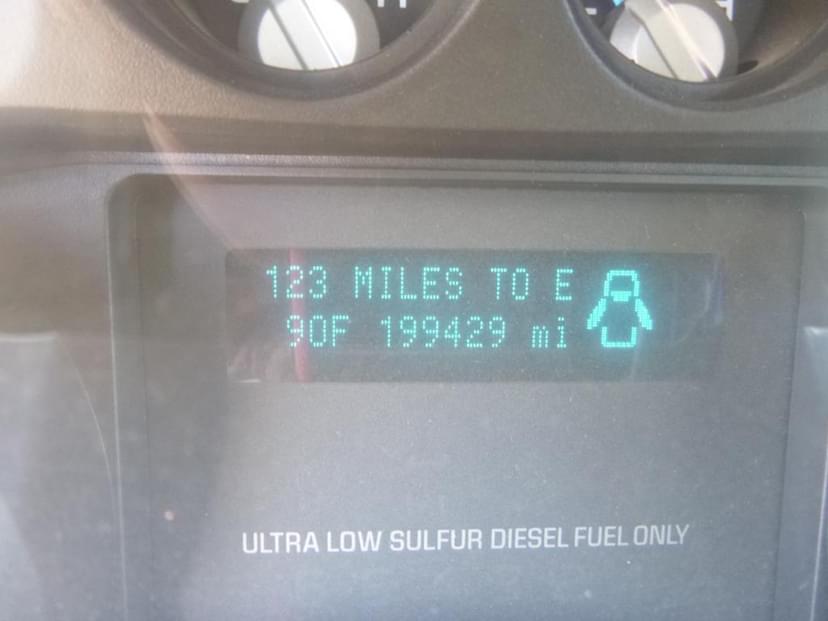 123 MILES TO E
90F 199429 mi
ULTRA LOW SULFUR DIESEL FUEL ONLY